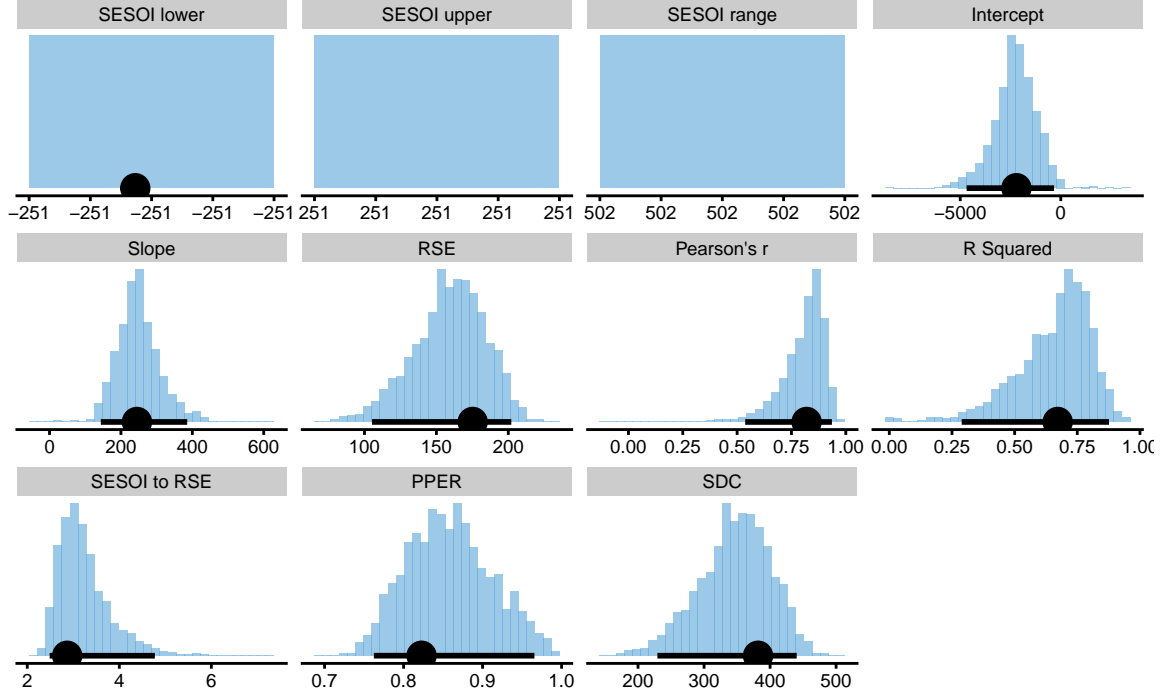 SESOI lower
SESOI upper
SESOI range
Intercept
−251 −251 −251 −251 −251
251 251 251 251 251
502 502 502 502 502
−5000 0
Slope
RSE
Pearson's r
R Squared
0 200 400 600
100 150 200
0.00 0.25 0.50 0.75 1.00
0.00 0.25 0.50 0.75 1.00
SESOI to RSE
PPER
SDC
2 4 6
0.7 0.8 0.9 1.0
200 300 400 500